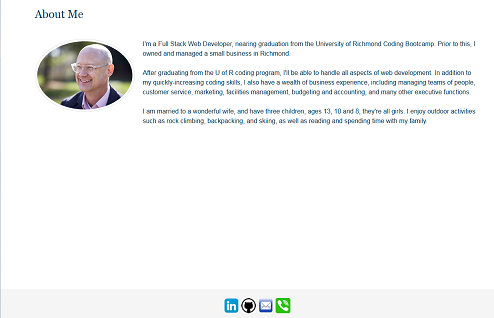 About Me
I'm a Full Stack Web Developer, nearing graduation from the University of Richmond Coding Bootcamp. Prior to this, I
owned and managed a small business in Richmond.
After graduating from the U of R coding program, I'll be able to handle all aspects of web development. In addition to
my quickly-increasing coding skills, I also have a wealth of business experience, including managing teams of people,
customer service, marketing, facilities management, budgeting and accounting, and many other executive functions.
I am married to a wonderful wife, and have three children, ages 13, 10 and 8; they're all girls. I enjoy outdoor activities
such as rock climbing, backpacking, and skiing, as well as reading and spending time with my family.
in